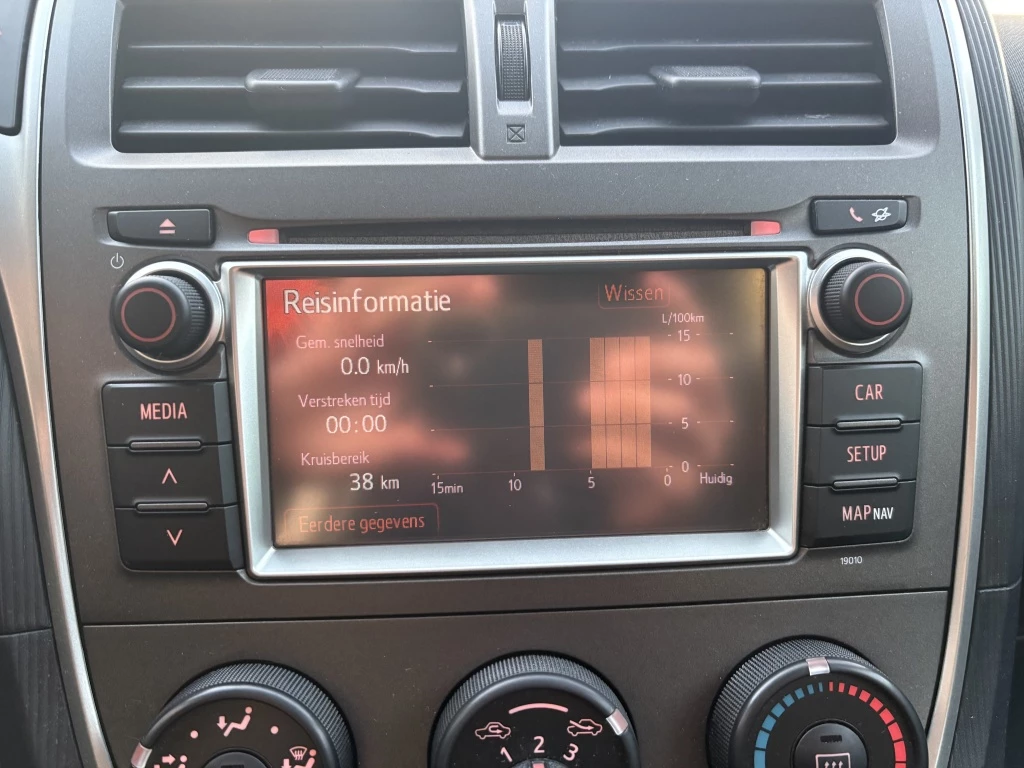 Reisinformatie
Wissen
Gem. snelheid
0.0 km/h
Verstreken tijd
00:00
Kruisbereik
38 km
Eerdere gegevens
L/100km
15
10
5
0
15min 10 5 0 Huidig
MEDIA
CAR
SETUP
MAP NAV
19010
1 2 3